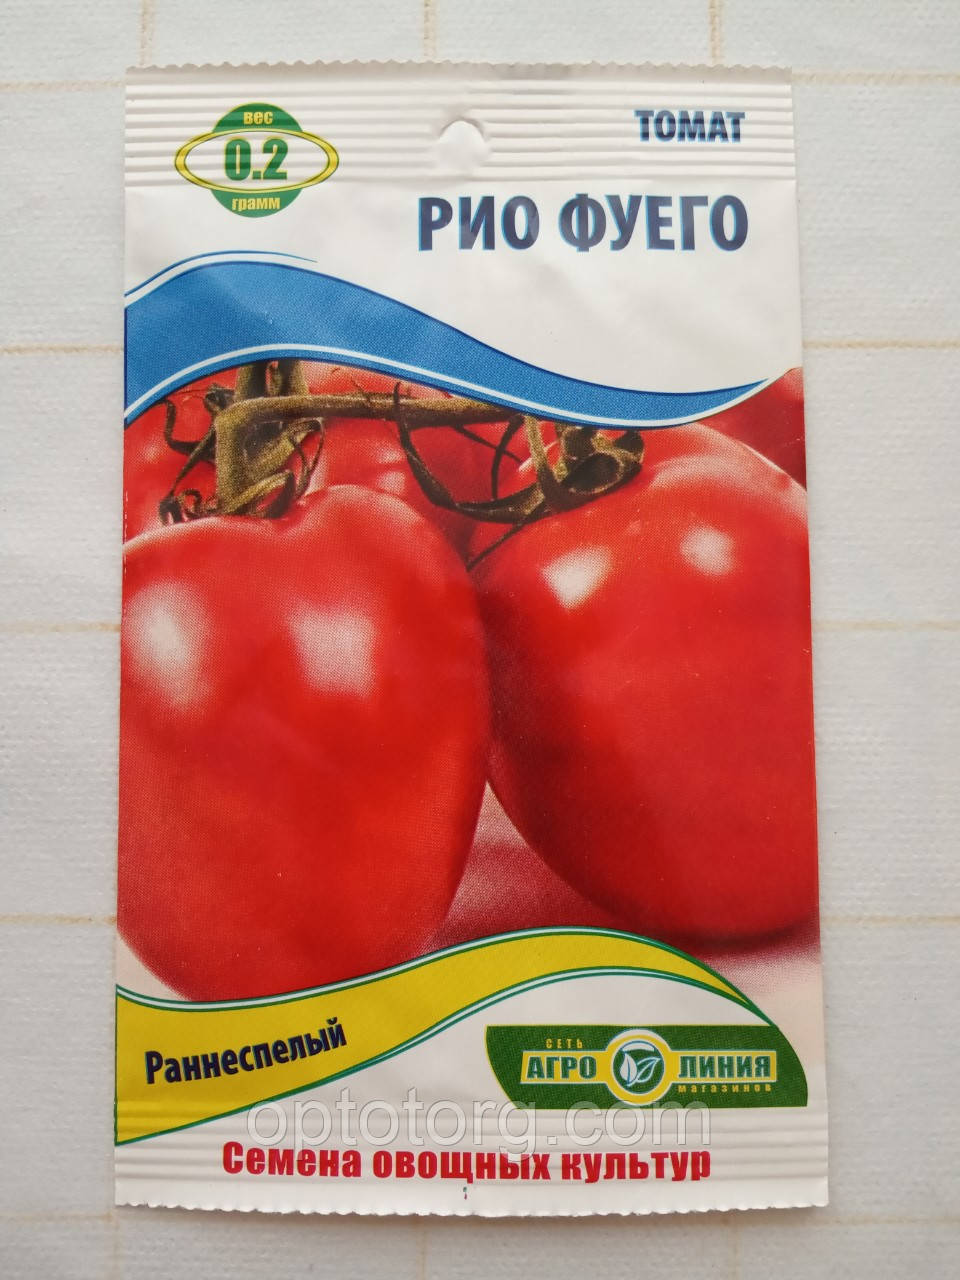 вес
0.2
грамм
ТОМАТ
РИО ФУЕГО
Раннеспелый
СЕТЬ
АГРО ЛИНИЯ
магазинов
optotorg.com
Семена овощных культур